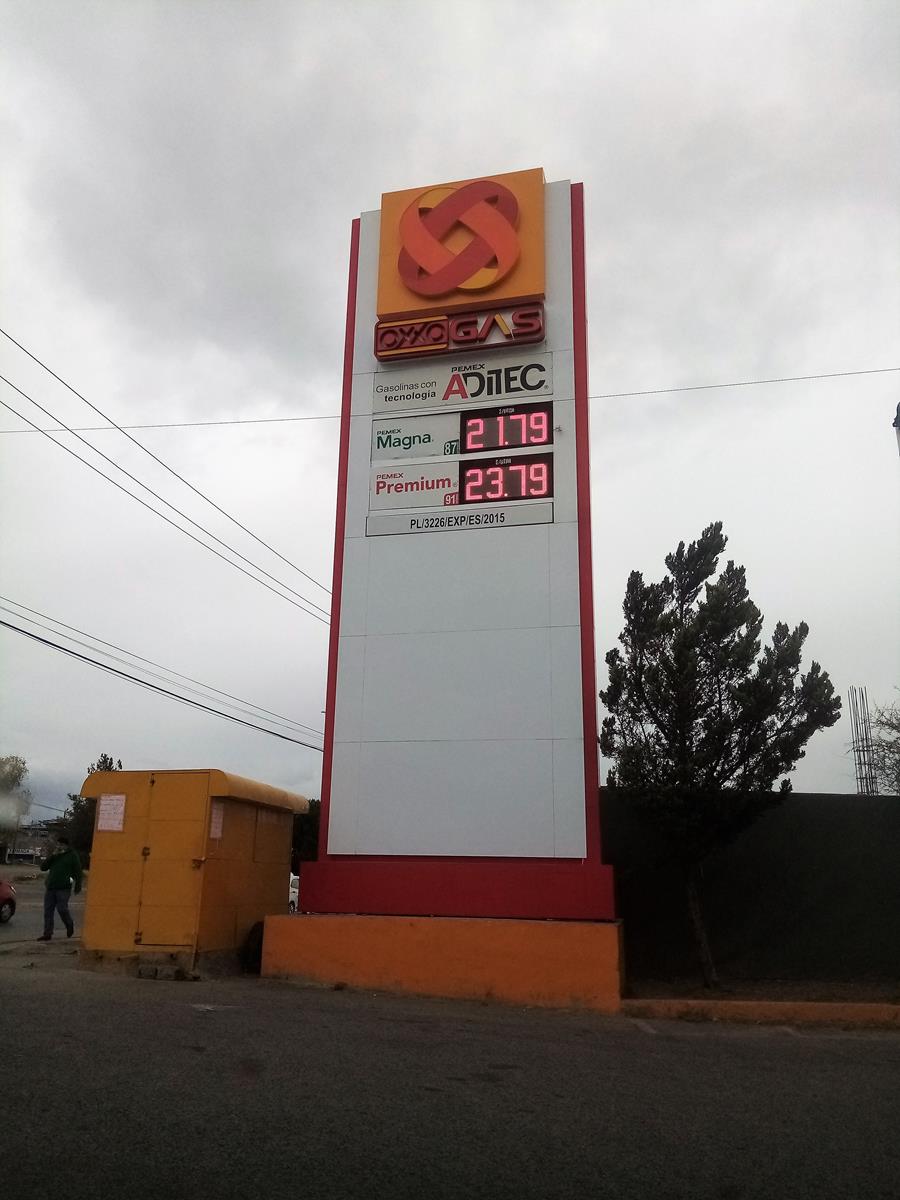 OXXO GAS
Gasolinas con
tecnología
PEMEX
ADITEC
PEMEX
Magna
87
21.79
PEMEX
Premium
91
23.79
PL/3226/EXP/ES/2015